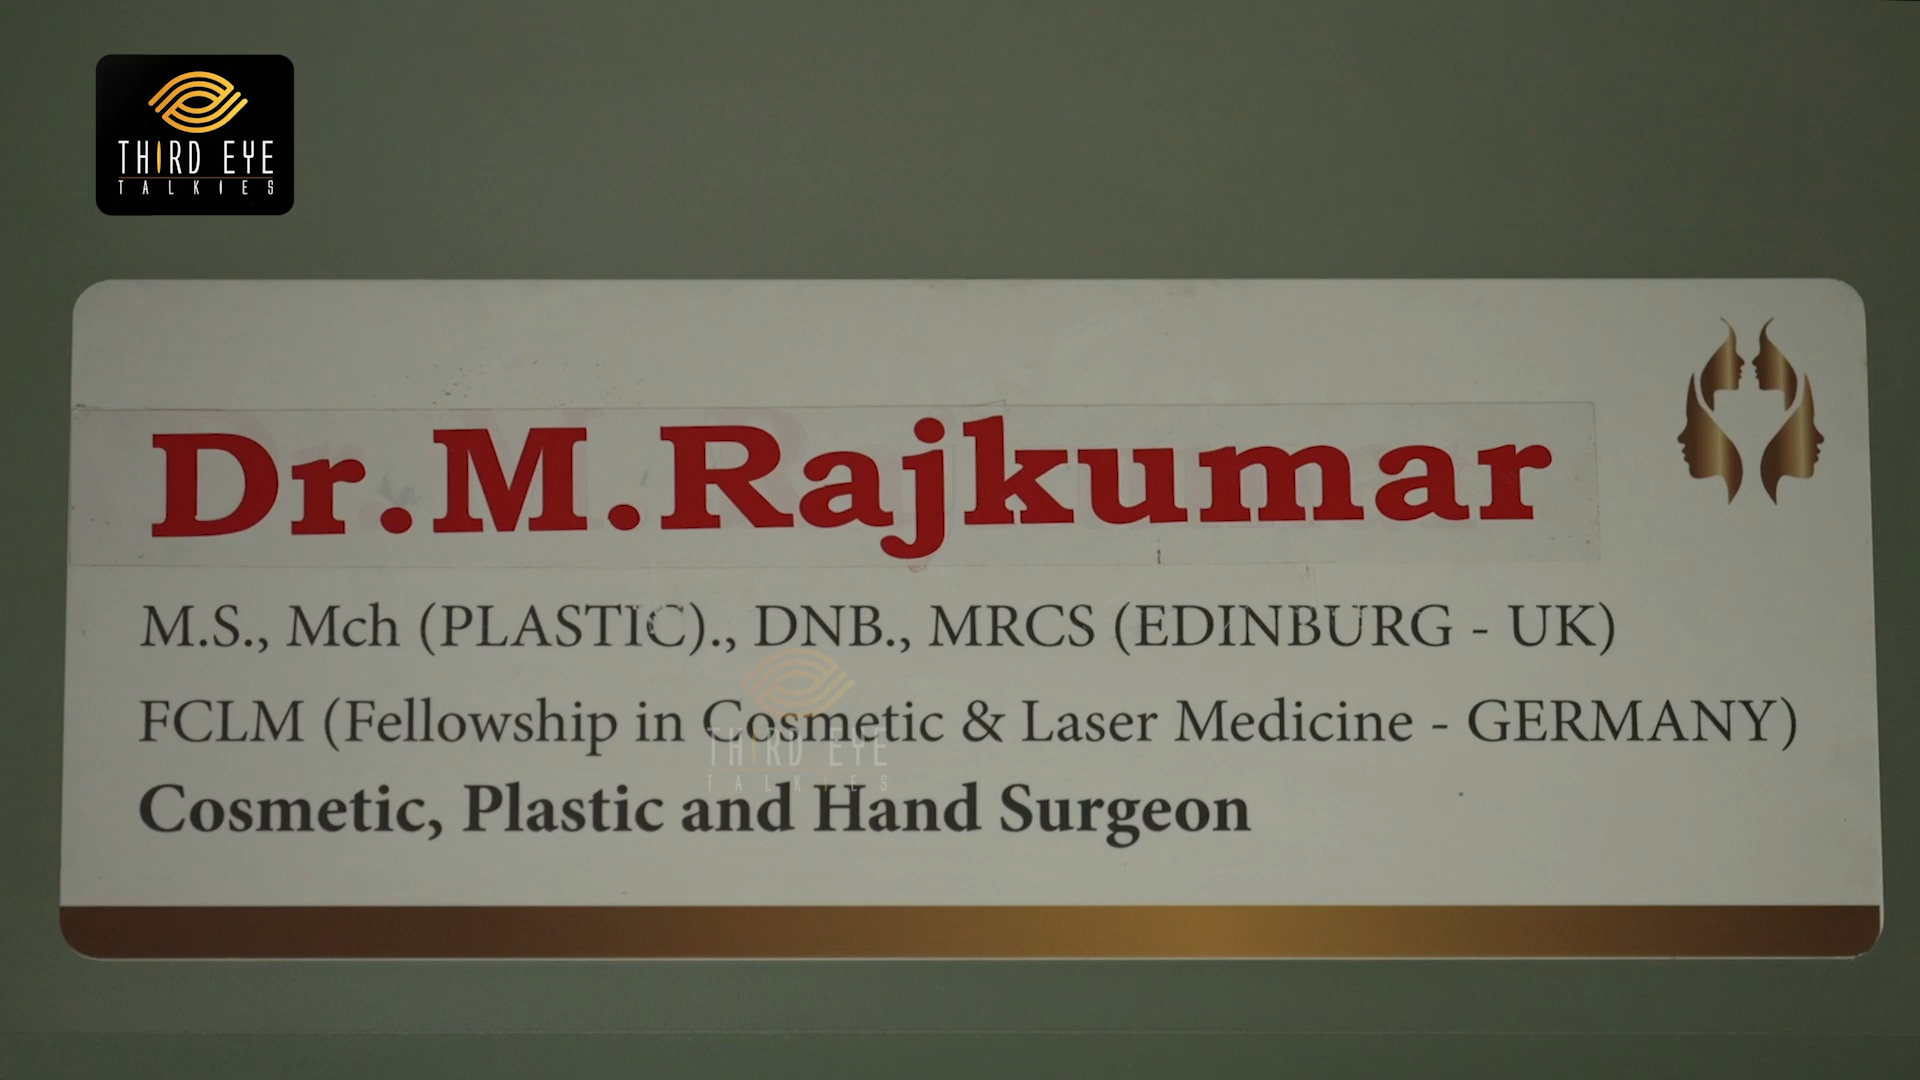 THIRD EYE
TALKIES
Dr.M.Rajkumar
M.S., Mch (PLASTIC)., DNB., MRCS (EDINBURG - UK)
FCLM (Fellowship in Cosmetic & Laser Medicine - GERMANY)
THIRD EYE
TALKIES
Cosmetic, Plastic and Hand Surgeon